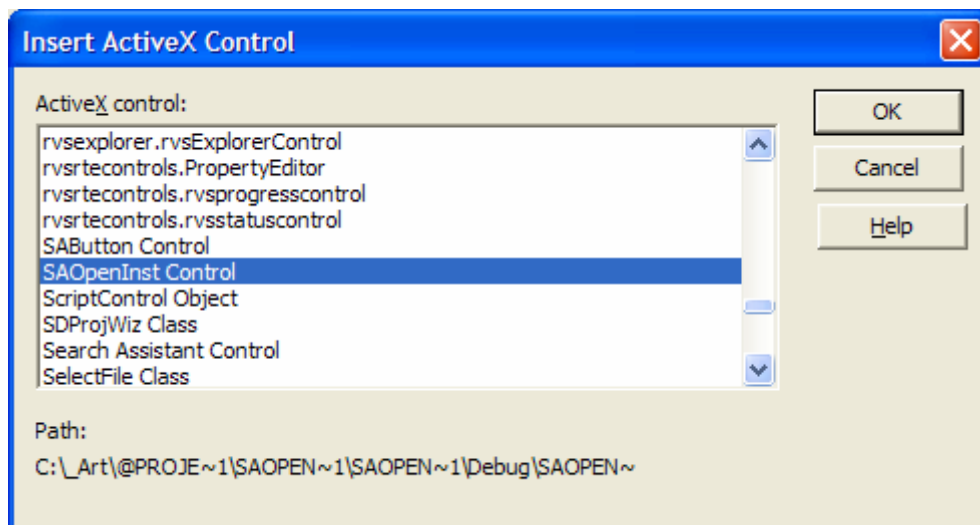 Insert ActiveX Control
ActiveX control:
rvsexplorer.rvsExplorerControl
rvsrtecontrols.PropertyEditor
rvsrtecontrols.rvsprogresscontrol
rvsrtecontrols.rvsstatuscontrol
SAButton Control
SAOpenInst Control
ScriptControl Object
SDProjWiz Class
Search Assistant Control
SelectFile Class
OK
Cancel
Help
Path:
C:\_Art\@PROJE~1\SAOPEN~1\SAOPEN~1\Debug\SAOPEN~